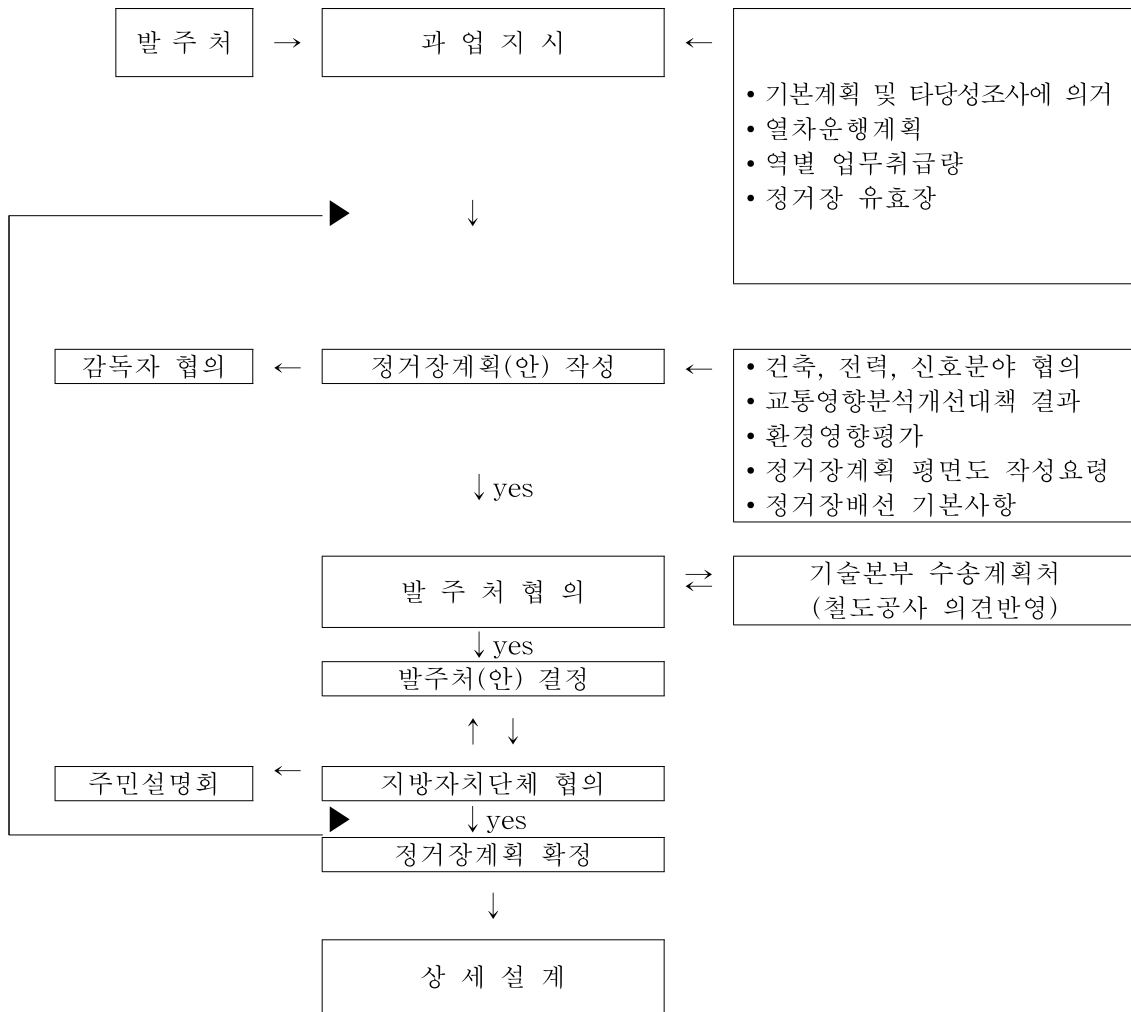 발 주 처 → 과 업 지 시 ←
• 기본계획 및 타당성조사에 의거
• 열차운행계획
• 역별 업무취급량
• 정거장 유효장
▶ ↓
감독자 협의 ← 정거장계획(안) 작성 ←
• 건축, 전력, 신호분야 협의
• 교통영향분석개선대책 결과
• 환경영향평가
• 정거장계획 평면도 작성요령
• 정거장배선 기본사항
↓yes
발 주 처 협 의 ⇄ 기술본부 수송계획처
(철도공사 의견반영)
↓yes
발주처(안) 결정
↑ ↓
주민설명회 ← 지방자치단체 협의
▶ ↓yes
정거장계획 확정
↓
상 세 설 계